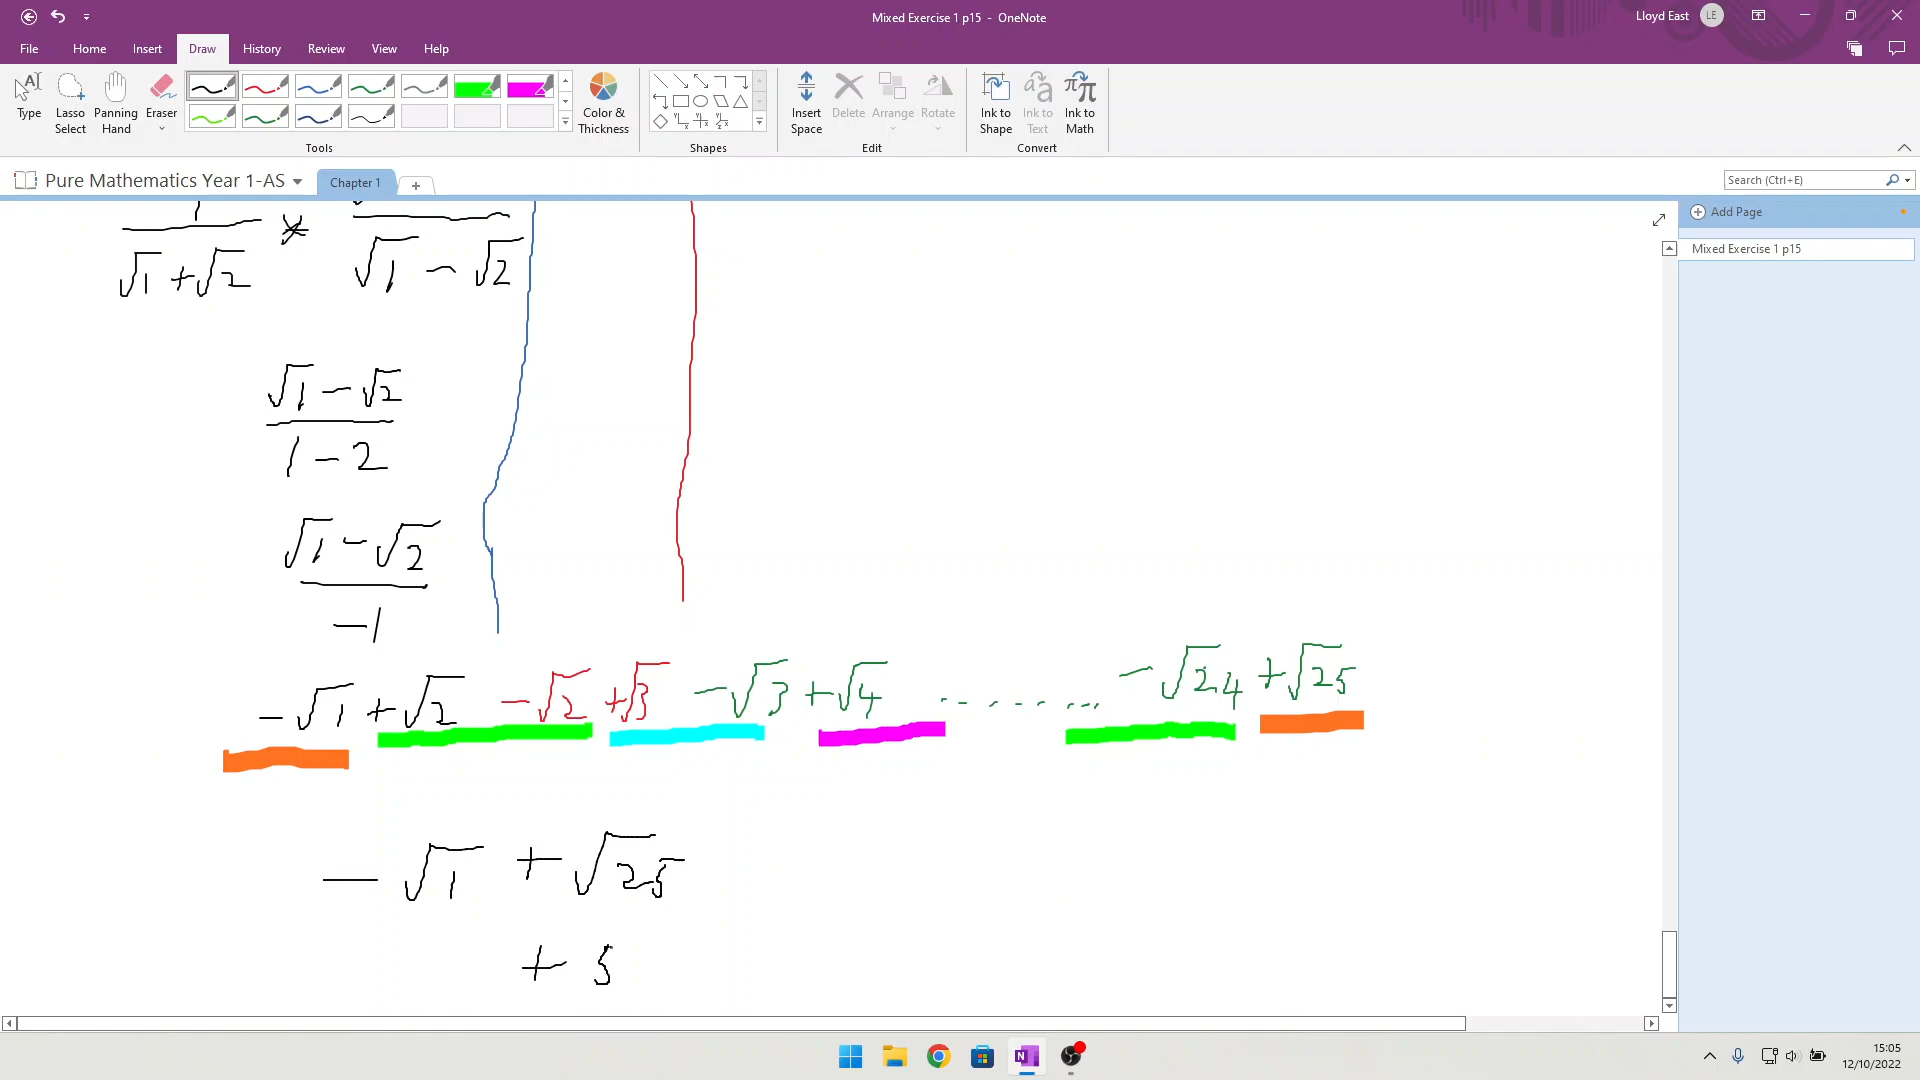 Mixed Exercise 1 p15 - OneNote
Lloyd East LE
File Home Insert Draw History Review View Help
Type Lasso Select Panning Hand Eraser Color & Thickness Insert Space Delete Arrange Rotate Ink to Shape Ink to Text Ink to Math
Tools Shapes Edit Convert
Pure Mathematics Year 1-AS Chapter 1 Search (Ctrl+E)
Add Page
Mixed Exercise 1 p15
√1 + √2 √1 - √2
√1 - √2
1 - 2
√1 - √2
-1
- √1 + √2 - √2 + √3 - √3 + √4 ......... - √24 + √25
- √1 + √25
+ 5
15:05
12/10/2022